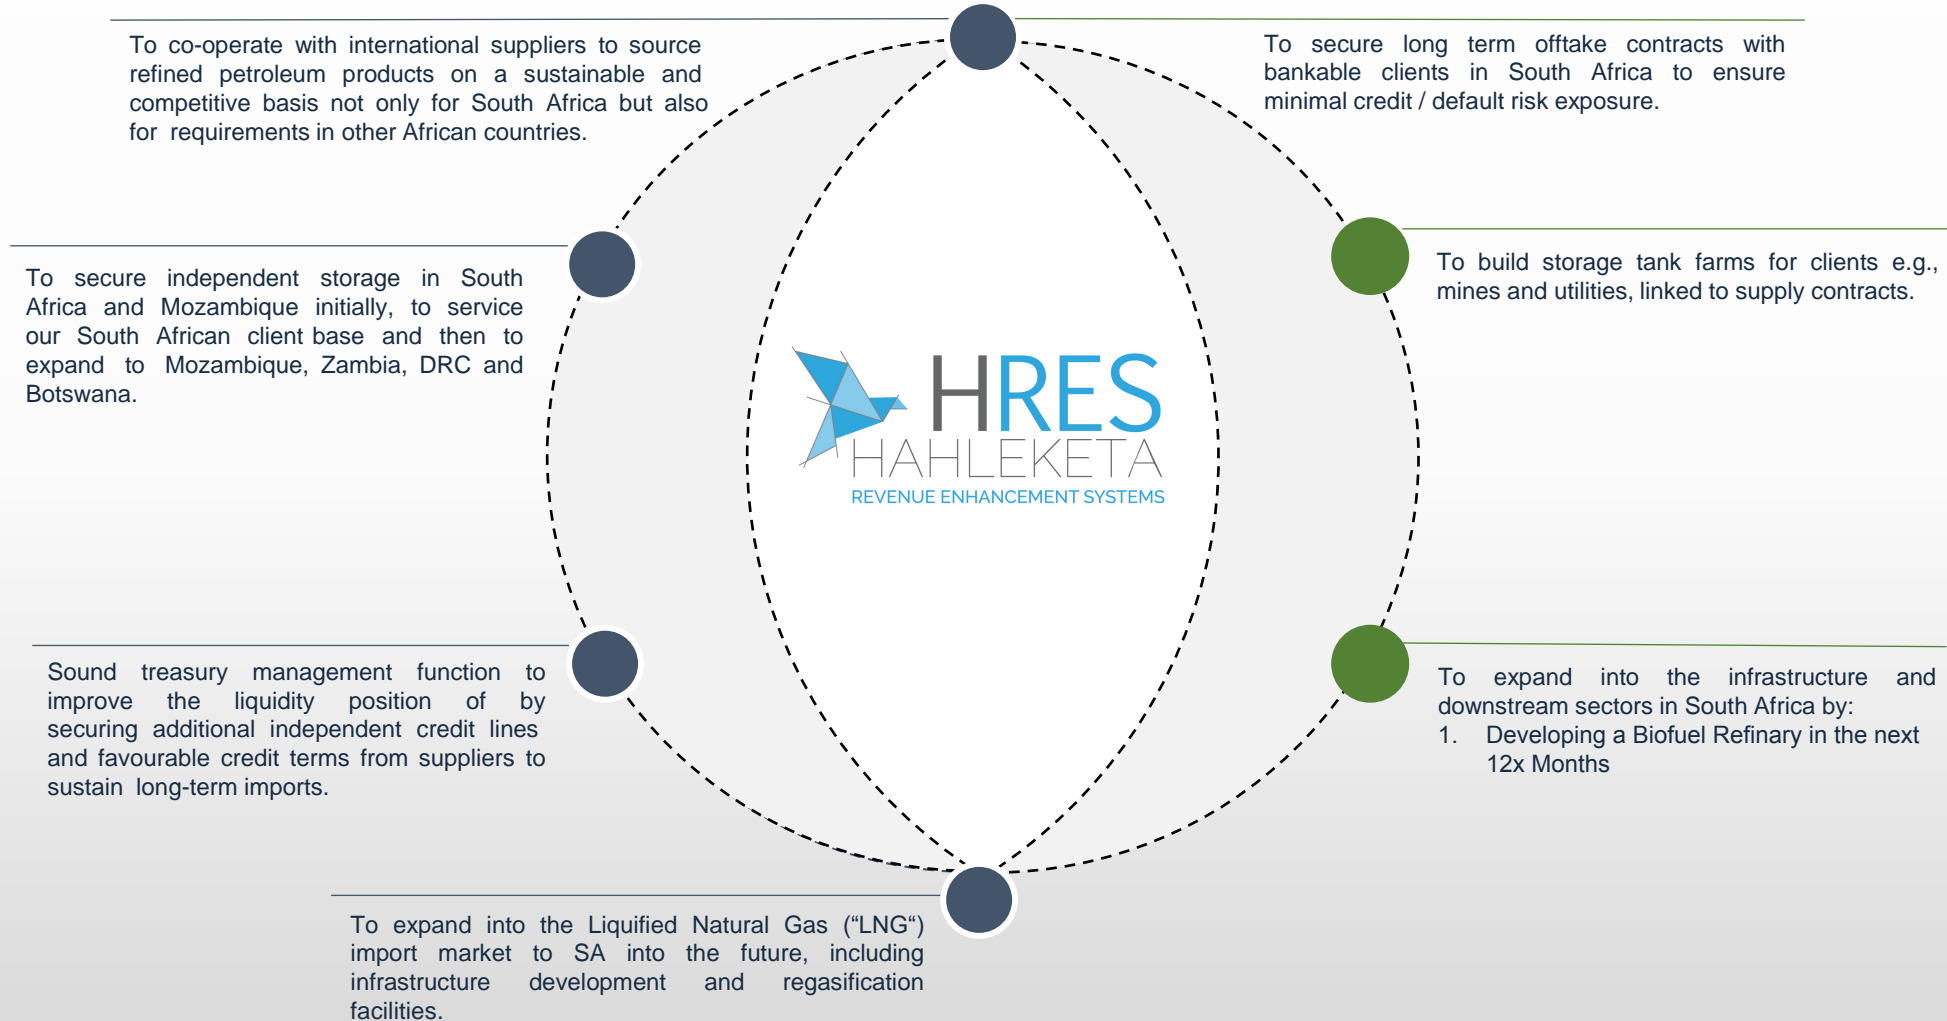 To co-operate with international suppliers to source
refined petroleum products on a sustainable and
competitive basis not only for South Africa but also
for requirements in other African countries.
To secure long term offtake contracts with
bankable clients in South Africa to ensure
minimal credit / default risk exposure.
To secure independent storage in South
Africa and Mozambique initially, to service
our South African client base and then to
expand to Mozambique, Zambia, DRC and
Botswana.
To build storage tank farms for clients e.g.,
mines and utilities, linked to supply contracts.
HRES
HAHLEKETA
REVENUE ENHANCEMENT SYSTEMS
Sound treasury management function to
improve the liquidity position of by
securing additional independent credit lines
and favourable credit terms from suppliers to
sustain long-term imports.
To expand into the infrastructure and
downstream sectors in South Africa by:
1. Developing a Biofuel Refinary in the next
12x Months
To expand into the Liquified Natural Gas (“LNG“)
import market to SA into the future, including
infrastructure development and regasification
facilities.